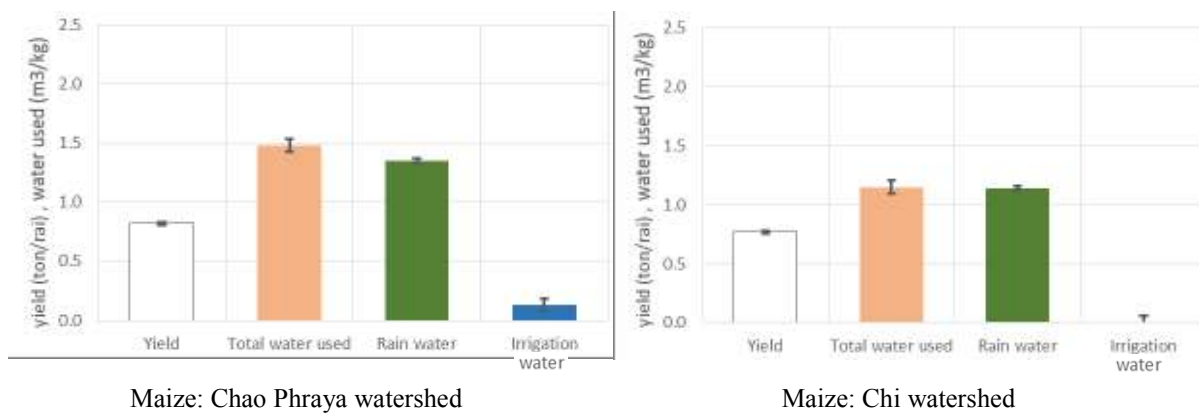 yield (ton/rai) , water used (m3/kg)
2.5
2.0
1.5
1.0
0.5
0.0
Yield
Total water used
Rain water
Irrigation
water
Maize: Chao Phraya watershed
yield (ton/rai) , water used (m3/kg)
2.5
2.0
1.5
1.0
0.5
0.0
Yield
Total water used
Rain water
Irrigation
water
Maize: Chi watershed